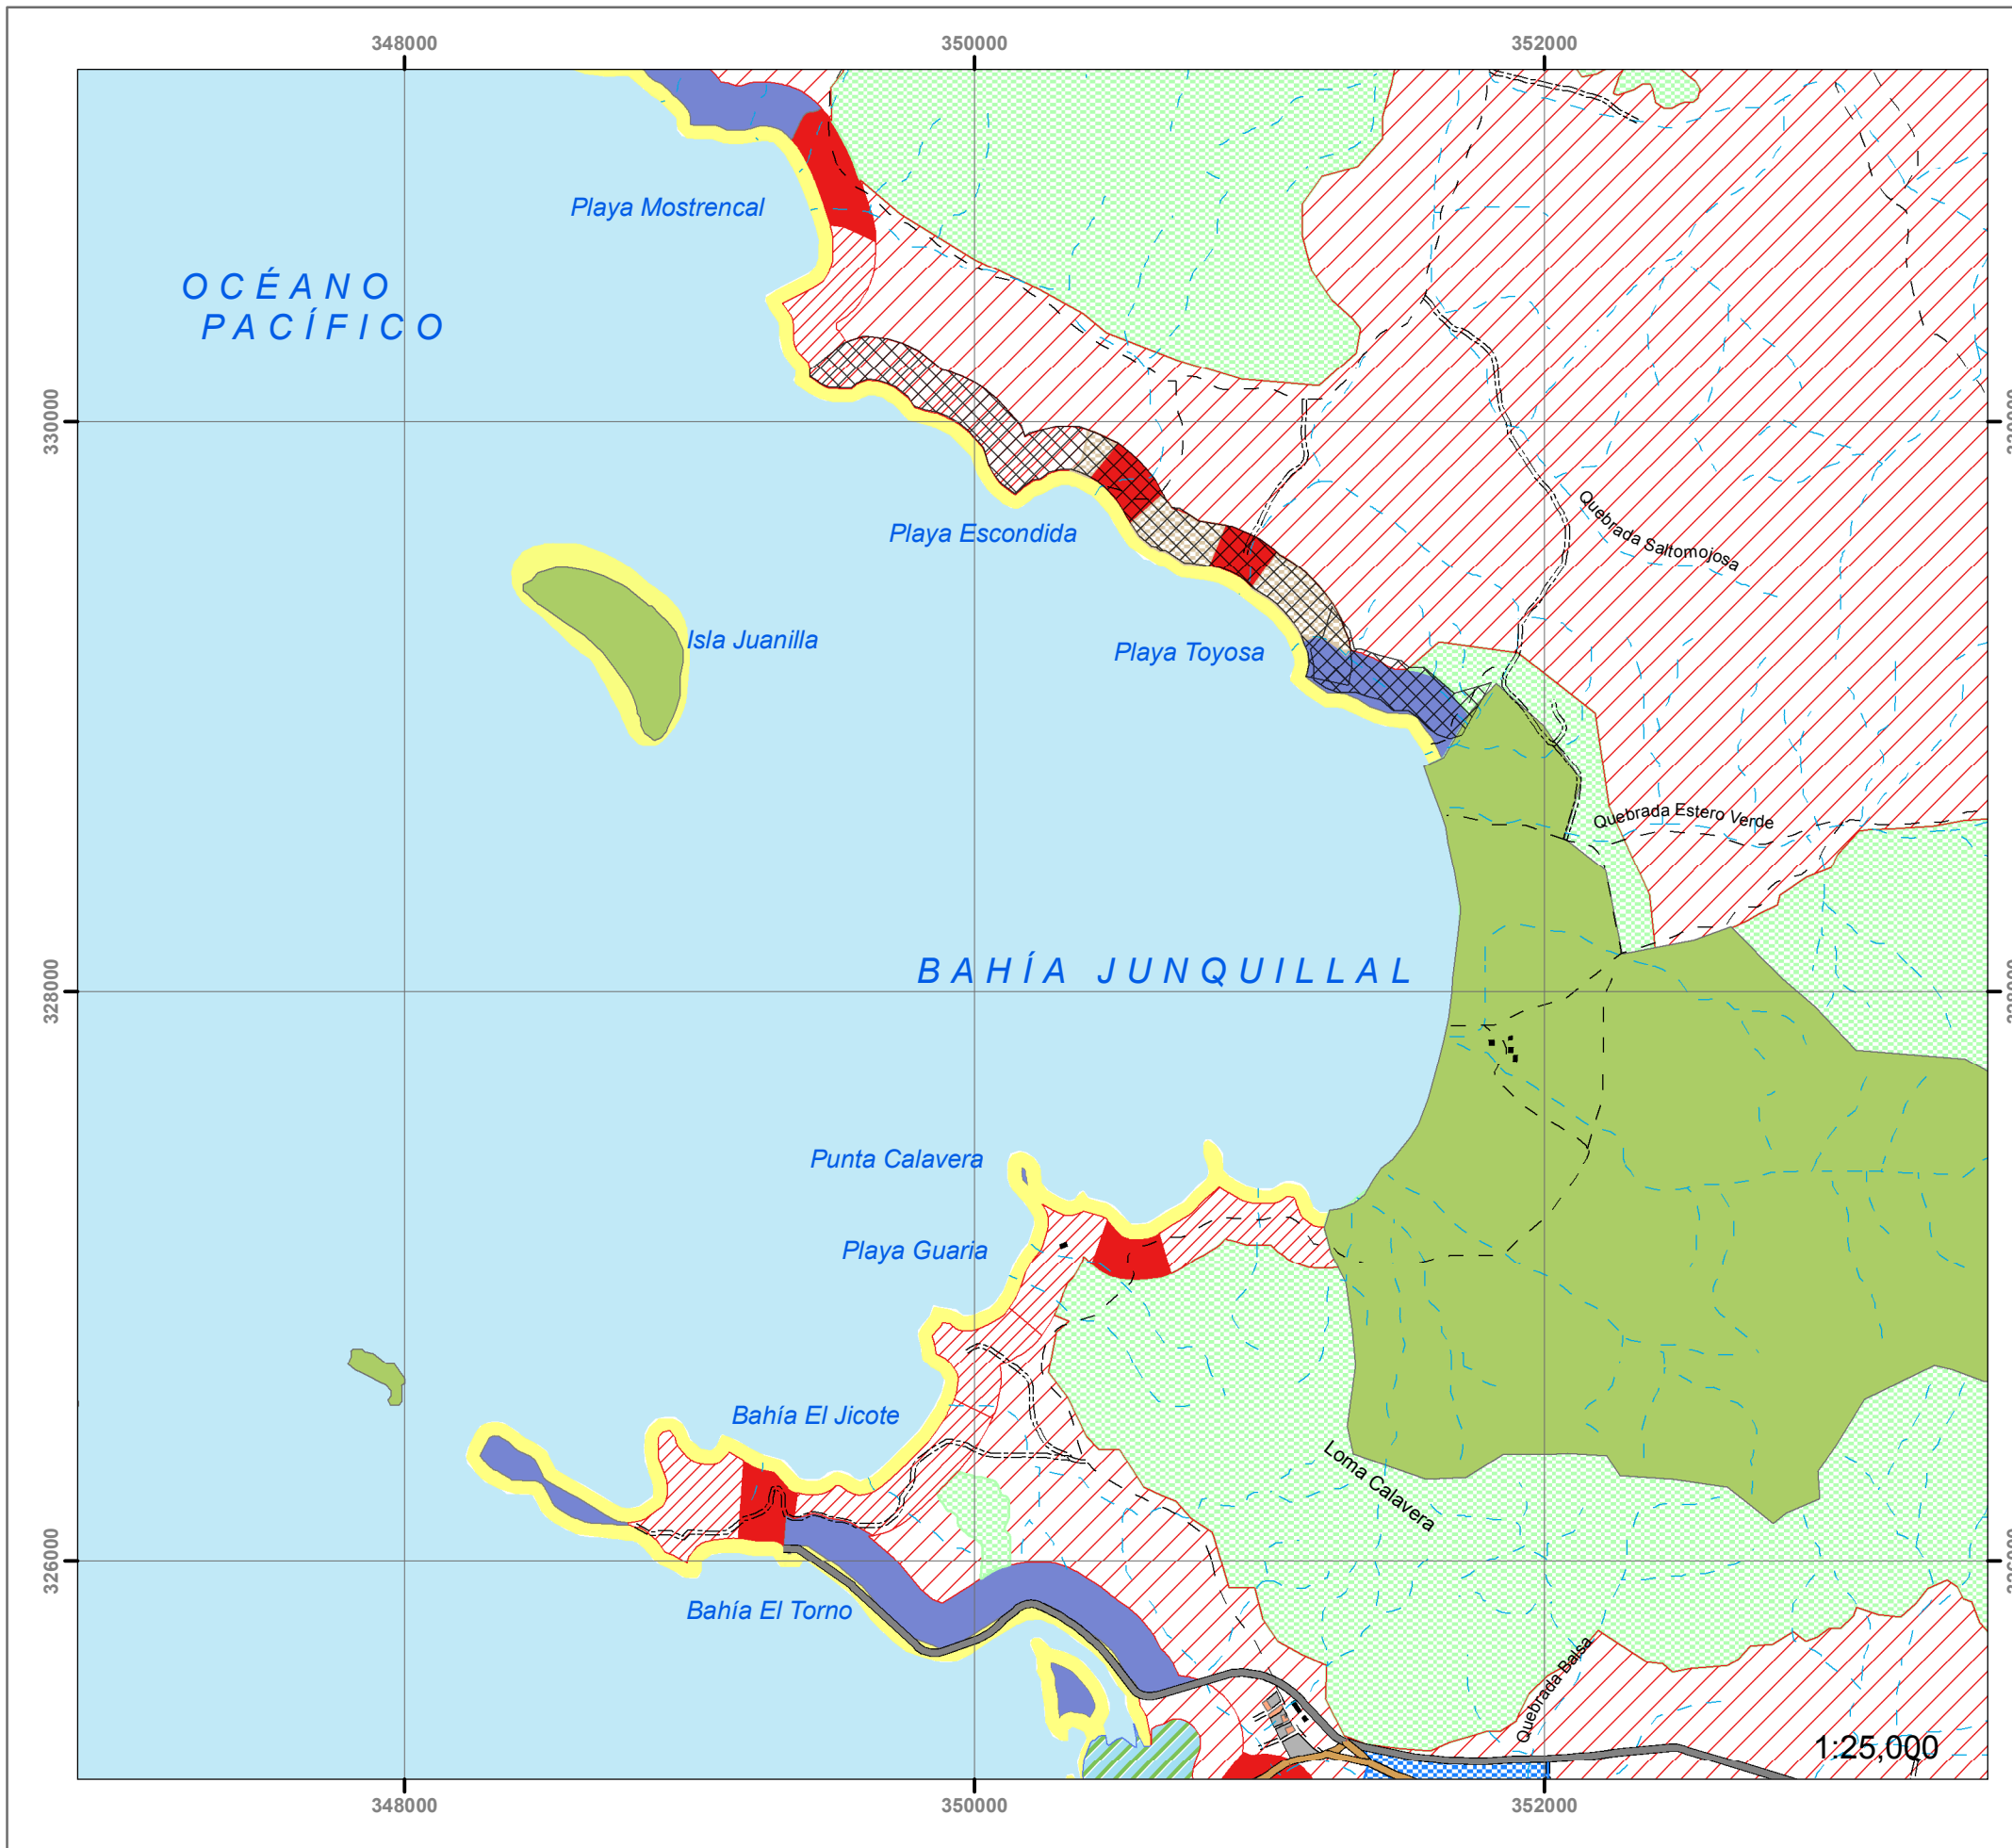 348000 350000 352000
Playa Mostrencal
OCÉANO
PACÍFICO
330000
Quebrada Saltomojosa
Playa Escondida
Isla Juanilla
Playa Toyosa
Quebrada Estero Verde
BAHÍA JUNQUILLAL
328000
Punta Calavera
Playa Guaria
Bahía El Jicote
Loma Calavera
326000
Bahía El Torno
Quebrada Balsa
1:25,000
348000 350000 352000